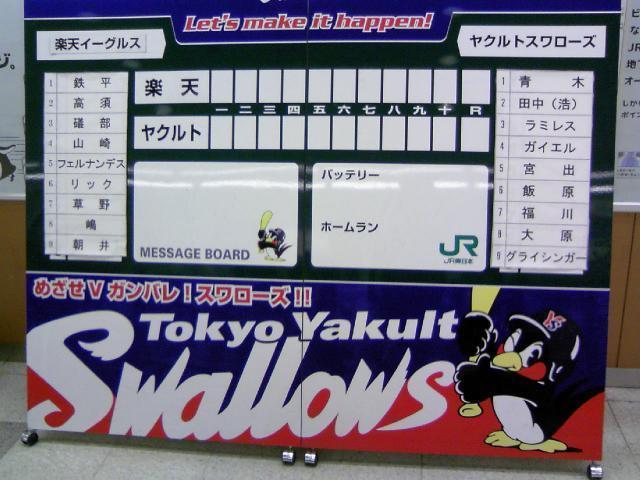 Let's make it happen!
楽天イーグルス
ヤクルトスワローズ
1 鉄 平
2 高 須
3 礒 部
4 山 崎
5 フェルナンデス
6 リック
7 草 野
8 嶋
9 朝 井
楽 天
一 二 三 四 五 六 七 八 九 十 R
ヤクルト
MESSAGE BOARD
バッテリー
ホームラン
JR
JR東日本
1 青 木
2 田中（浩）
3 ラミレス
4 ガイエル
5 宮 出
6 飯 原
7 福 川
8 大 原
9 グライシンガー
めざせ V ガンバレ！スワローズ！！
Tokyo Yakult
Swallows
YS